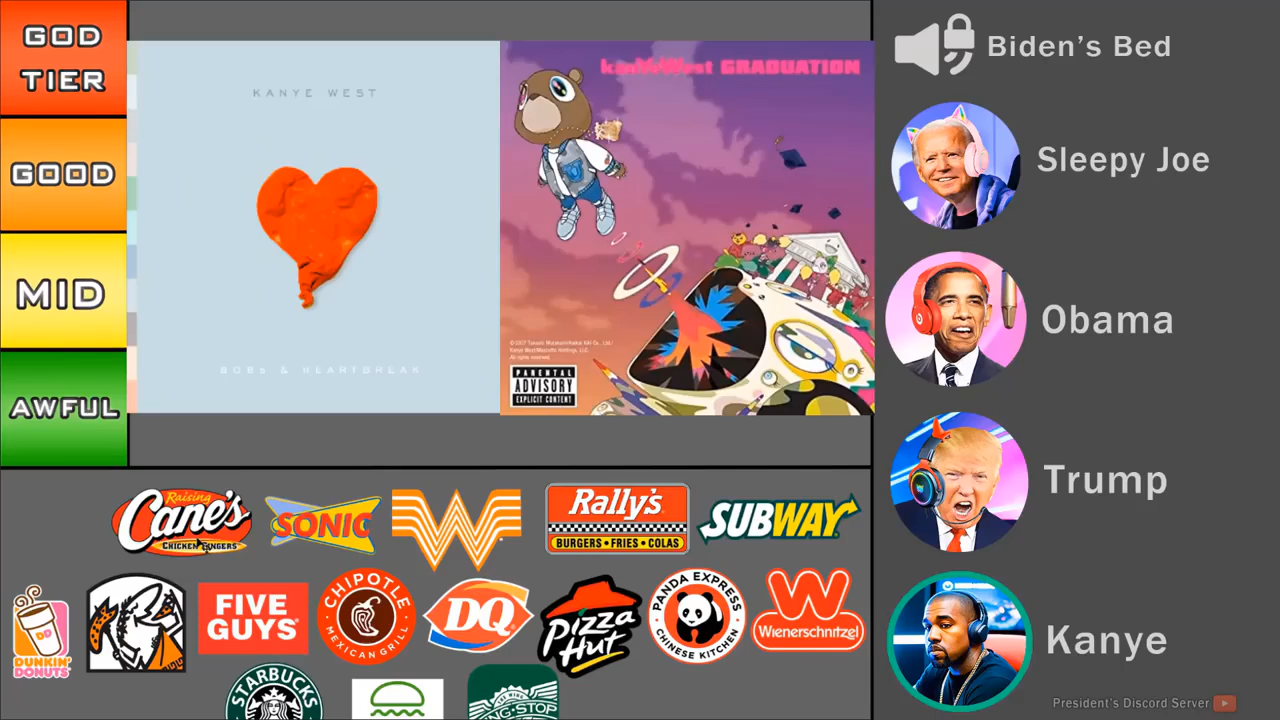 GOD
TIER
GOOD
MID
AWFUL
KANYE WEST
808s & HEARTBREAK
GRADUATION
PARENTAL
ADVISORY
EXPLICIT CONTENT
Biden's Bed
Sleepy Joe
Obama
Trump
Kanye
President's Discord Server
Raising
Cane's
CHICKEN FINGERS
SONIC
W
Rally's
BURGERS • FRIES • COLAS
SUBWAY
DD
DUNKIN'
DONUTS
FIVE
GUYS
CHIPOTLE
MEXICAN GRILL
DQ
Pizza
Hut
PANDA EXPRESS
CHINESE KITCHEN
W
Wienerschnitzel
STARBUCKS